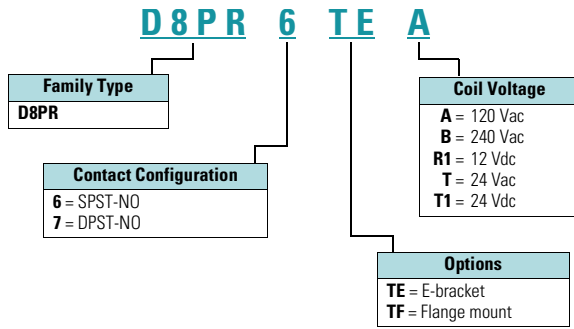 D8PR 6 TE A
Family Type
D8PR
Contact Configuration
6 = SPST-NO
7 = DPST-NO
Coil Voltage
A = 120 Vac
B = 240 Vac
R1 = 12 Vdc
T = 24 Vac
T1 = 24 Vdc
Options
TE = E-bracket
TF = Flange mount